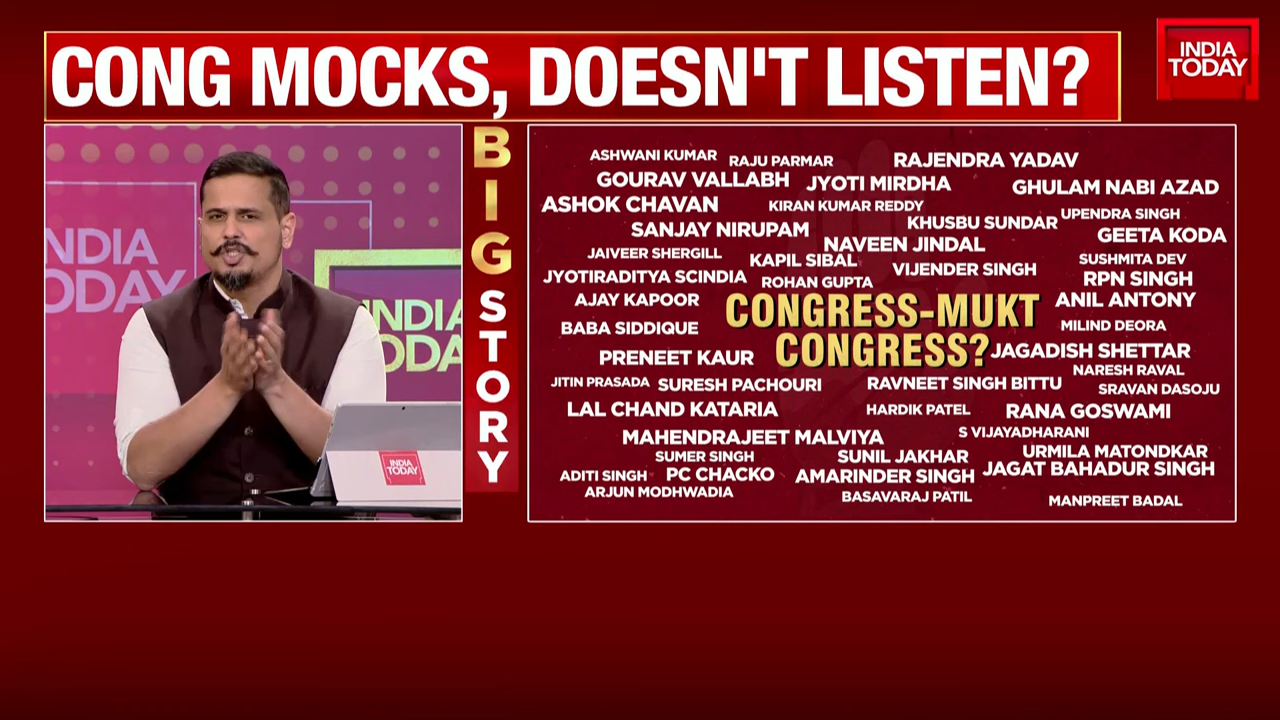 CONG MOCKS, DOESN'T LISTEN?
INDIA
TODAY
NDIA
ODAY
INDIA
ODA
INDIA
TODAY
BIG
STORY
ASHWANI KUMAR
RAJU PARMAR
RAJENDRA YADAV
GOURAV VALLABH
JYOTI MIRDHA
GHULAM NABI AZAD
ASHOK CHAVAN
KIRAN KUMAR REDDY
KHUSBU SUNDAR
UPENDRA SINGH
SANJAY NIRUPAM
NAVEEN JINDAL
GEETA KODA
JAIVEER SHERGILL
KAPIL SIBAL
VIJENDER SINGH
SUSHMITA DEV
JYOTIRADITYA SCINDIA
ROHAN GUPTA
RPN SINGH
AJAY KAPOOR
CONGRESS-MUKT
CONGRESS?
ANIL ANTONY
BABA SIDDIQUE
MILIND DEORA
PRENEET KAUR
JAGADISH SHETTAR
NARESH RAVAL
JITIN PRASADA
SURESH PACHOURI
RAVNEET SINGH BITTU
SRAVAN DASOJU
LAL CHAND KATARIA
HARDIK PATEL
RANA GOSWAMI
MAHENDRAJEET MALVIYA
S VIJAYADHARANI
SUMER SINGH
SUNIL JAKHAR
URMILA MATONDKAR
ADITI SINGH
PC CHACKO
AMARINDER SINGH
JAGAT BAHADUR SINGH
ARJUN MODHWADIA
BASAVARAJ PATIL
MANPREET BADAL